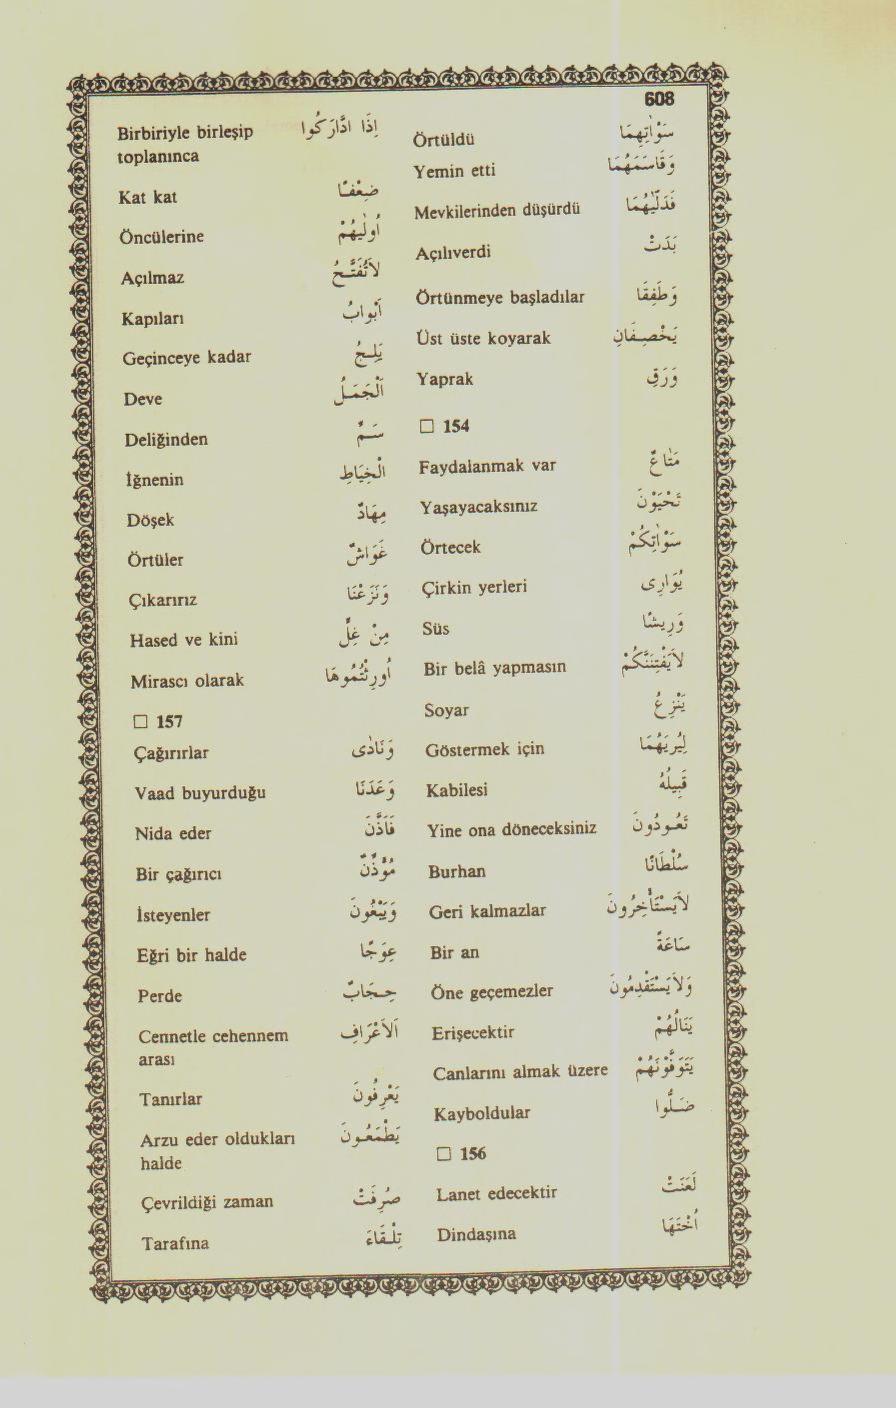 608
Örtüldü سَوْاٰتِهِمَا
Yemin etti وَقَاسَمَهُمَا
Mevkilerinden düşürdü فَدَلّٰيهُمَا
Açılıverdi بَدَتْ
Örtünmeye başladılar وَطَفِقَا
Üst üste koyarak يَخْصِفَانِ
Yaprak وَرَقِ
□ 154
Faydalanmak var مَتَاعٌ
Yaşayacaksınız تَحْيَوْنَ
Örtecek سَوْاٰتِكُمْ
Çirkin yerleri يُوَارٖى
Süs وَرٖيشًا
Bir belâ yapmasın لَايَفْتِنَنَّكُمْ
Soyar يَنْزِعُ
Göstermek için لِيُرِيَهُمَا
Kabilesi قَبٖيلُهُ
Yine ona döneceksiniz تَعُودُونَ
Burhan سُلْطَانًا
Geri kalmazlar لَايَسْتَأْخِرُونَ
Bir an سَاعَةً
Öne geçemezler وَلَايَسْتَقْدِمُونَ
Erişecektir يَنَالُهُمْ
Canlarını almak üzere يَتَوَفَّوْنَهُمْ
Kayboldular ضَلُّوا
□ 156
Lanet edecektir لَعَنَتْ
Dindaşına اُخْتَهَا
Birbiriyle birleşip اِذَا ادَّارَكُوا
toplanınca
Kat kat ضِعْفًا
Öncülerine اُولٰيهُمْ
Açılmaz لَاتُفَتَّحُ
Kapıları اَبْوَابُ
Geçinceye kadar يَلِجَ
Deve اَلْجَمَلُ
Deliğinden سَمِّ
İğnenin الْخِيَاطِ
Döşek مِهَادٌ
Örtüler غَوَاشٍ
Çıkarırız وَنَزَعْنَا
Hased ve kini مِنْ غِلٍّ
Mirascı olarak اُورِثْتُمُوهَا
□ 157
Çağırırlar وَنَادٰى
Vaad buyurduğu وَعَدَنَا
Nida eder فَاَذَّنَ
Bir çağırıcı مُؤَذِّنٌ
İsteyenler وَيَبْغُونَ
Eğri bir halde عِوَجًا
Perde حِجَابٌ
Cennetle cehennem اَلْاَعْرَافِ
arası
Tanırlar يَعْرِفُونَ
Arzu eder oldukları يَطْمَعُونَ
halde
Çevrildiği zaman صُرِفَتْ
Tarafına تِلْقَاءَ